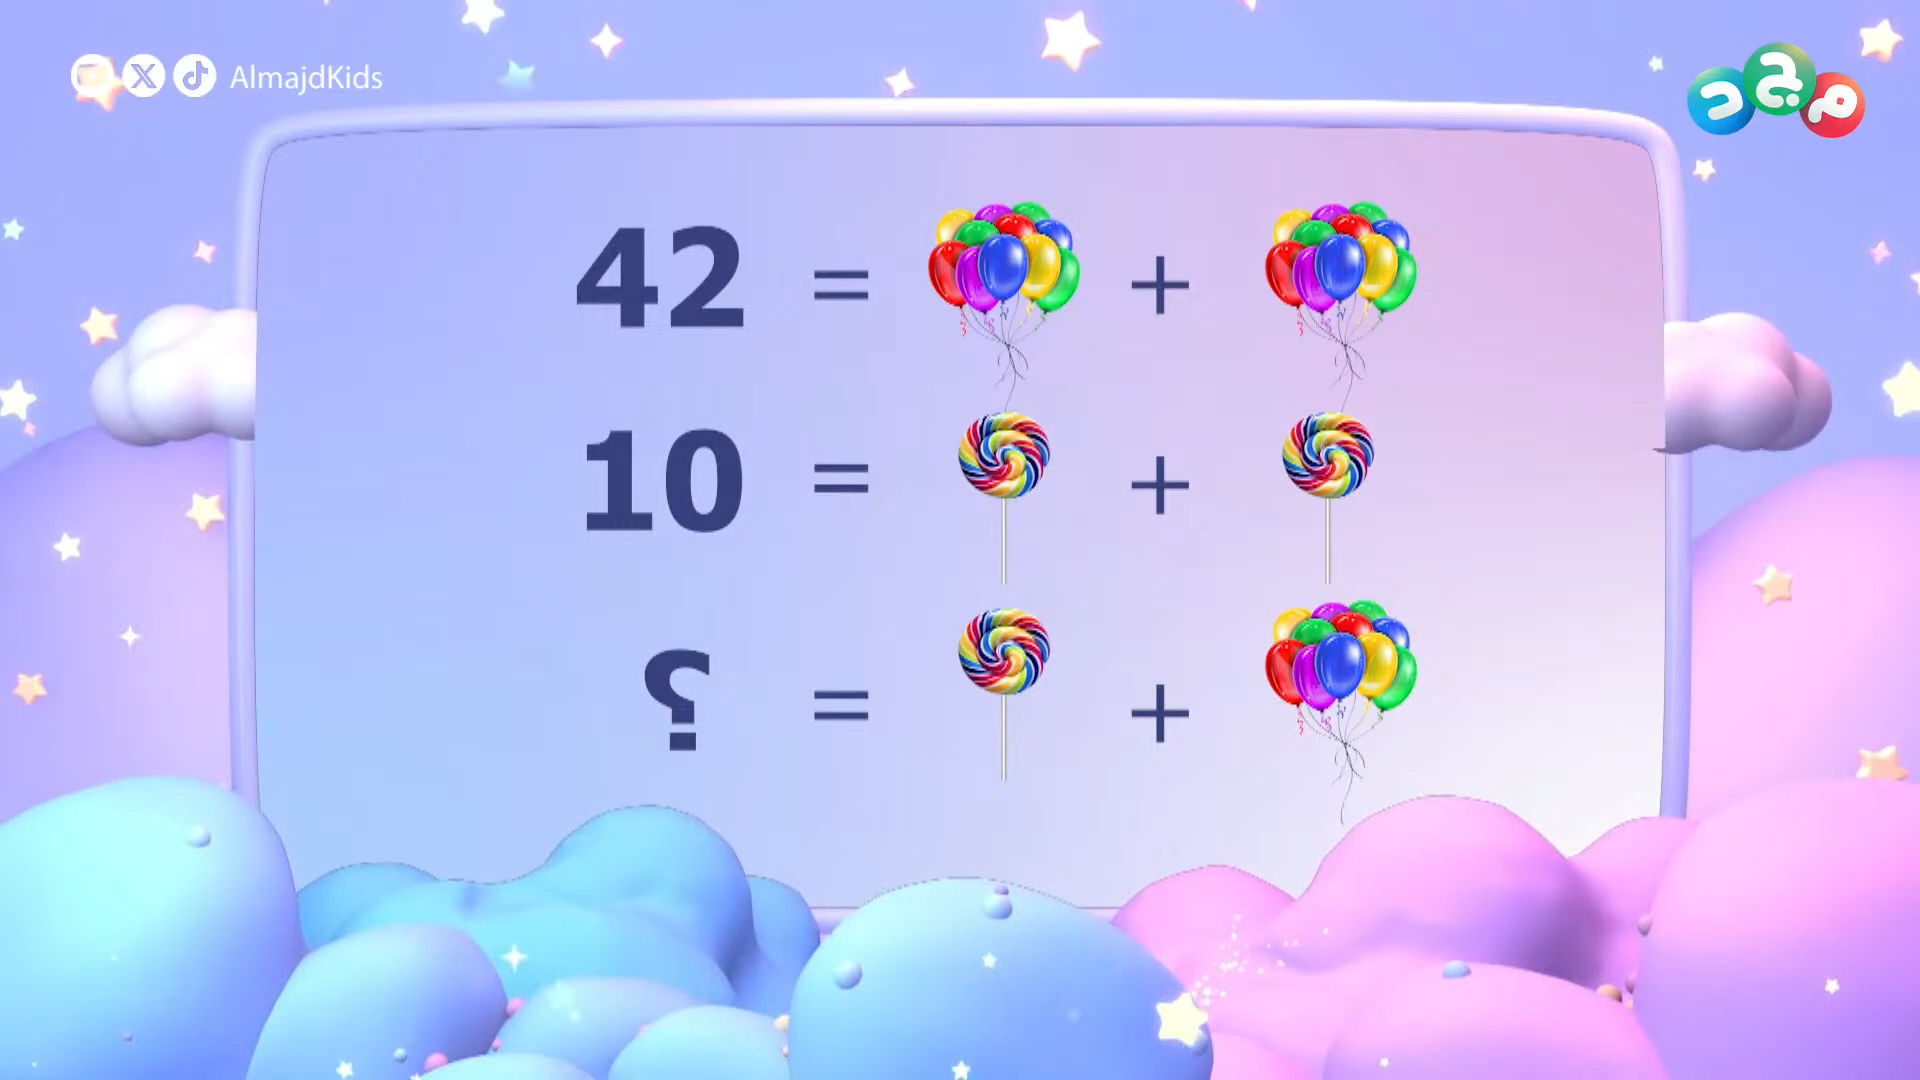 AlmajdKids
مجد
42 = +
10 = +
؟ = +